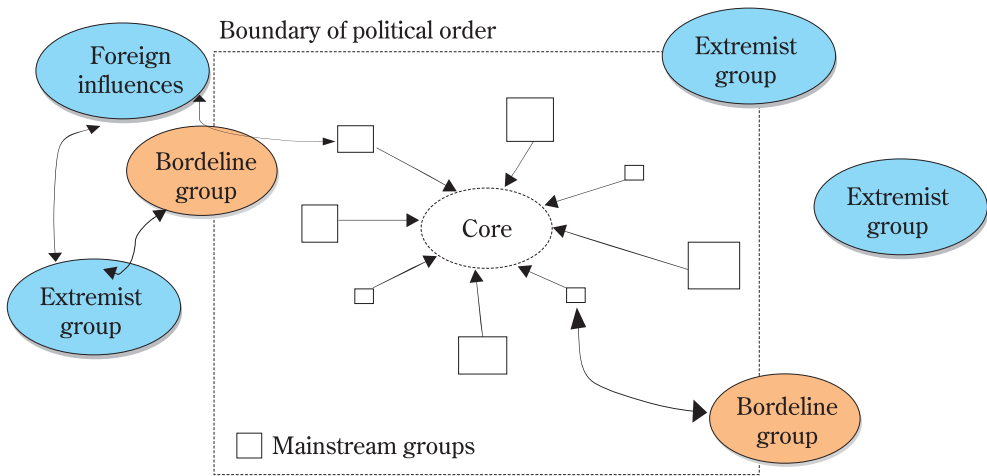 Boundary of political order
Foreign
influences
Extremist
group
Bordeline
group
Extremist
group
Core
Extremist
group
Bordeline
group
Mainstream groups